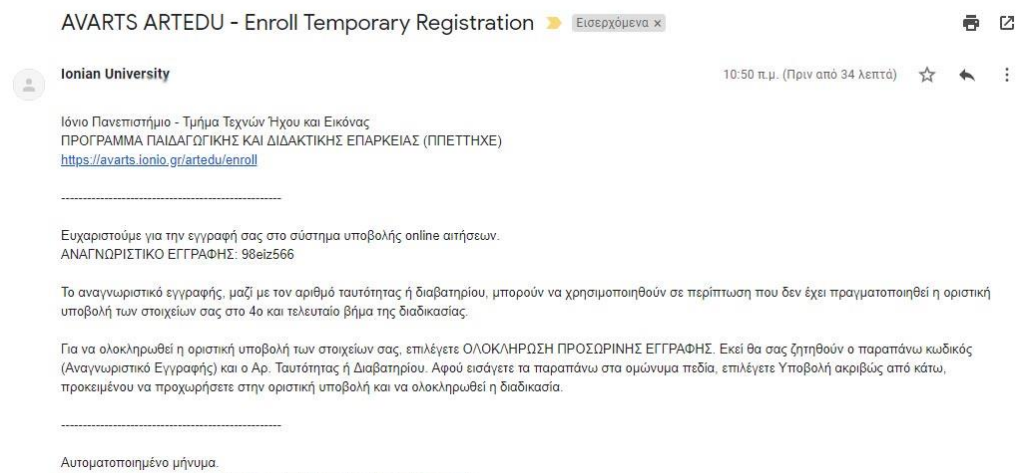 AVARTS ARTEDU - Enroll Temporary Registration Εισερχόμενα x
Ionian University 10:50 π.μ. (Πριν από 34 λεπτά)
Ιόνιο Πανεπιστήμιο - Τμήμα Τεχνών Ήχου και Εικόνας
ΠΡΟΓΡΑΜΜΑ ΠΑΙΔΑΓΩΓΙΚΗΣ ΚΑΙ ΔΙΔΑΚΤΙΚΗΣ ΕΠΑΡΚΕΙΑΣ (ΠΠΕΤΤΗΧΕ)
https://avarts.ionio.gr/artedu/enroll
----------------------------------------------------
Ευχαριστούμε για την εγγραφή σας στο σύστημα υποβολής online αιτήσεων.
ΑΝΑΓΝΩΡΙΣΤΙΚΟ ΕΓΓΡΑΦΗΣ: 98eiz566
Το αναγνωριστικό εγγραφής, μαζί με τον αριθμό ταυτότητας ή διαβατηρίου, μπορούν να χρησιμοποιηθούν σε περίπτωση που δεν έχει πραγματοποιηθεί η οριστική
υποβολή των στοιχείων σας στο 4ο και τελευταίο βήμα της διαδικασίας.
Για να ολοκληρωθεί η οριστική υποβολή των στοιχείων σας, επιλέγετε ΟΛΟΚΛΗΡΩΣΗ ΠΡΟΣΩΡΙΝΗΣ ΕΓΓΡΑΦΗΣ. Εκεί θα σας ζητηθούν ο παραπάνω κωδικός
(Αναγνωριστικό Εγγραφής) και ο Αρ. Ταυτότητας ή Διαβατηρίου. Αφού εισάγετε τα παραπάνω στα ομώνυμα πεδία, επιλέγετε Υποβολή ακριβώς από κάτω,
προκειμένου να προχωρήσετε στην οριστική υποβολή και να ολοκληρωθεί η διαδικασία.
----------------------------------------------------
Αυτοματοποιημένο μήνυμα.